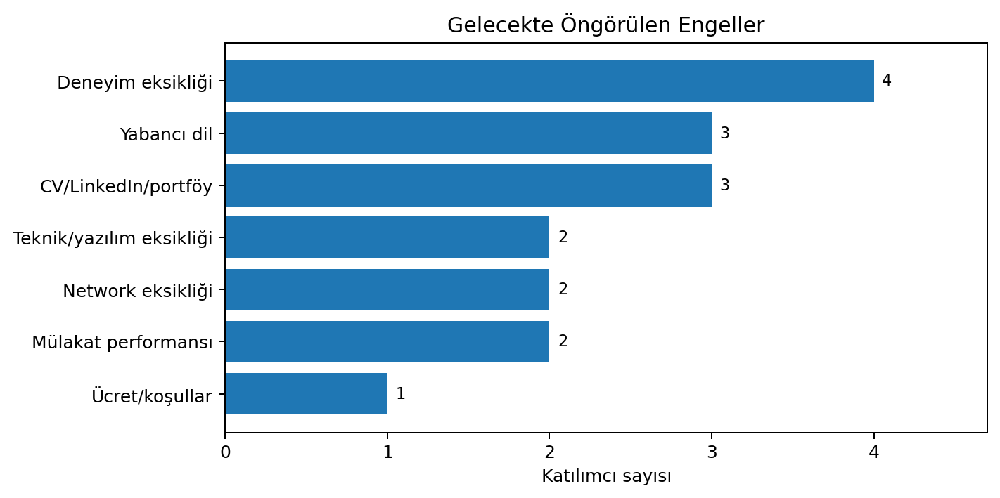 Gelecekte Öngörülen Engeller
Deneyim eksikliği 4
Yabancı dil 3
CV/LinkedIn/portföy 3
Teknik/yazılım eksikliği 2
Network eksikliği 2
Mülakat performansı 2
Ücret/koşullar 1
0 1 2 3 4
Katılımcı sayısı